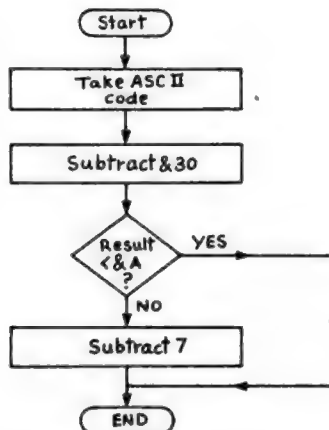 Start
Take ASC II
code
Subtract &30
Result
<&A
?
YES
NO
Subtract 7
END